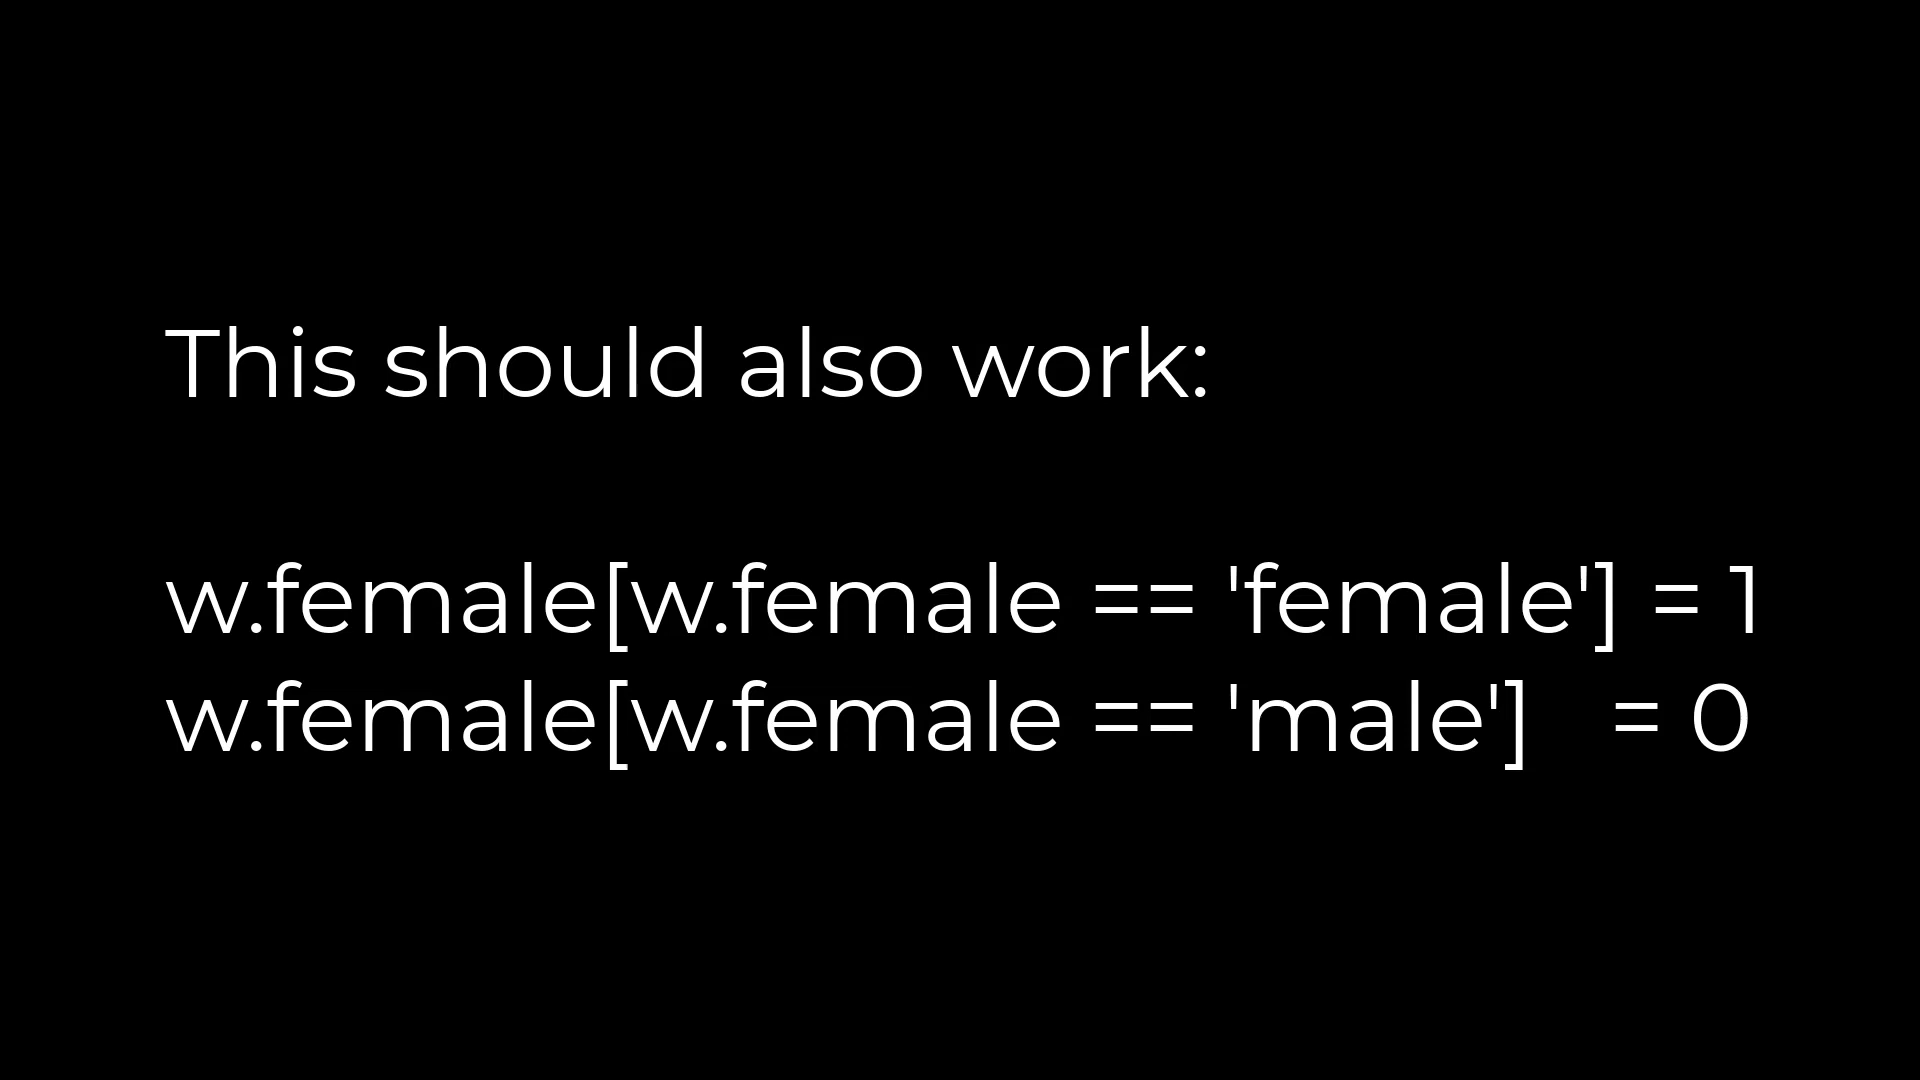 This should also work:
w.female[w.female == 'female'] = 1
w.female[w.female == 'male']   = 0